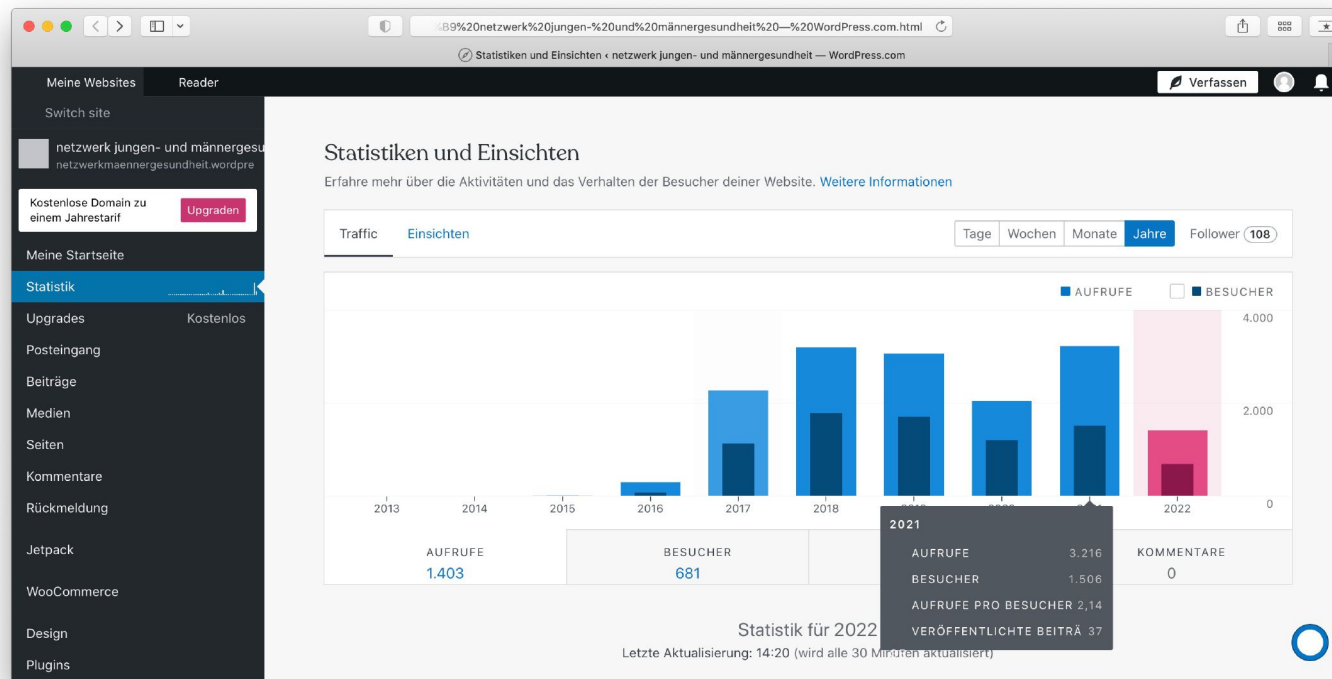 %B9%20netzwerk%20jungen-%20und%20männergesundheit%20—%20WordPress.com.html
Statistiken und Einsichten ‹ netzwerk jungen- und männergesundheit — WordPress.com
Meine Websites Reader Verfassen
Switch site
netzwerk jungen- und männergesu
netzwerkmaennergesundheit.wordpre
Kostenlose Domain zu
einem Jahrestarif
Upgraden
Meine Startseite
Statistik
Upgrades Kostenlos
Posteingang
Beiträge
Medien
Seiten
Kommentare
Rückmeldung
Jetpack
WooCommerce
Design
Plugins
Statistiken und Einsichten
Erfahre mehr über die Aktivitäten und das Verhalten der Besucher deiner Website. Weitere Informationen
Traffic Einsichten Tage Wochen Monate Jahre Follower 108
AUFRUFE BESUCHER
4.000
2.000
0
2013 2014 2015 2016 2017 2018 2022
2021
AUFRUFE 3.216
BESUCHER 1.506
AUFRUFE PRO BESUCHER 2,14
VERÖFFENTLICHTE BEITRÄ 37
AUFRUFE
1.403
BESUCHER
681
KOMMENTARE
0
Statistik für 2022
Letzte Aktualisierung: 14:20 (wird alle 30 Minuten aktualisiert)